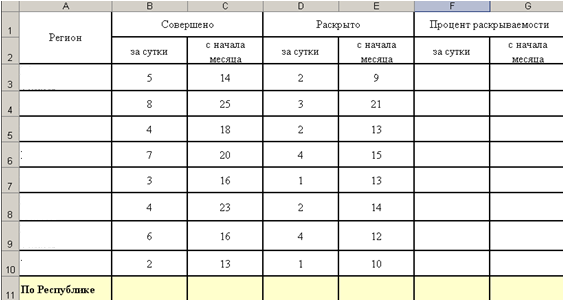 A B C D E F G
1 Регион Совершено Раскрыто Процент раскрываемости
2 за сутки с начала месяца за сутки с начала месяца за сутки с начала месяца
3 5 14 2 9
4 8 25 3 21
5 4 18 2 13
6 7 20 4 15
7 3 16 1 13
8 4 23 2 14
9 6 16 4 12
10 2 13 1 10
11 По Республике